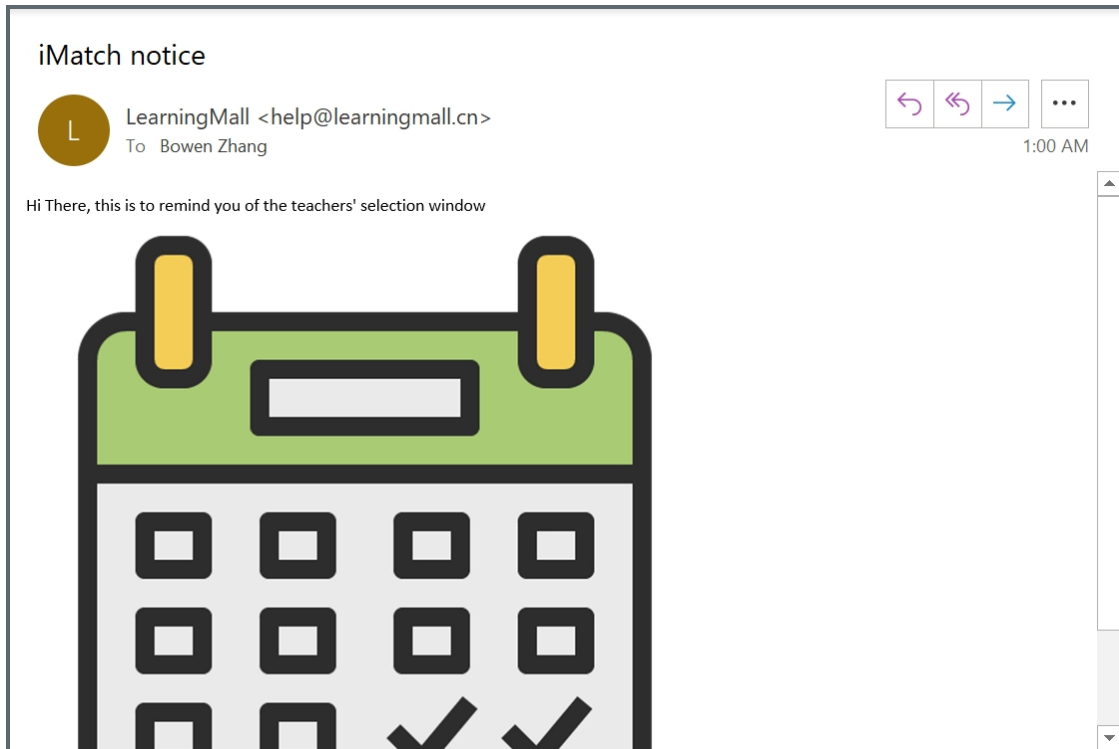 iMatch notice
L
LearningMall <help@learningmall.cn>
To Bowen Zhang
1:00 AM
Hi There, this is to remind you of the teachers' selection window